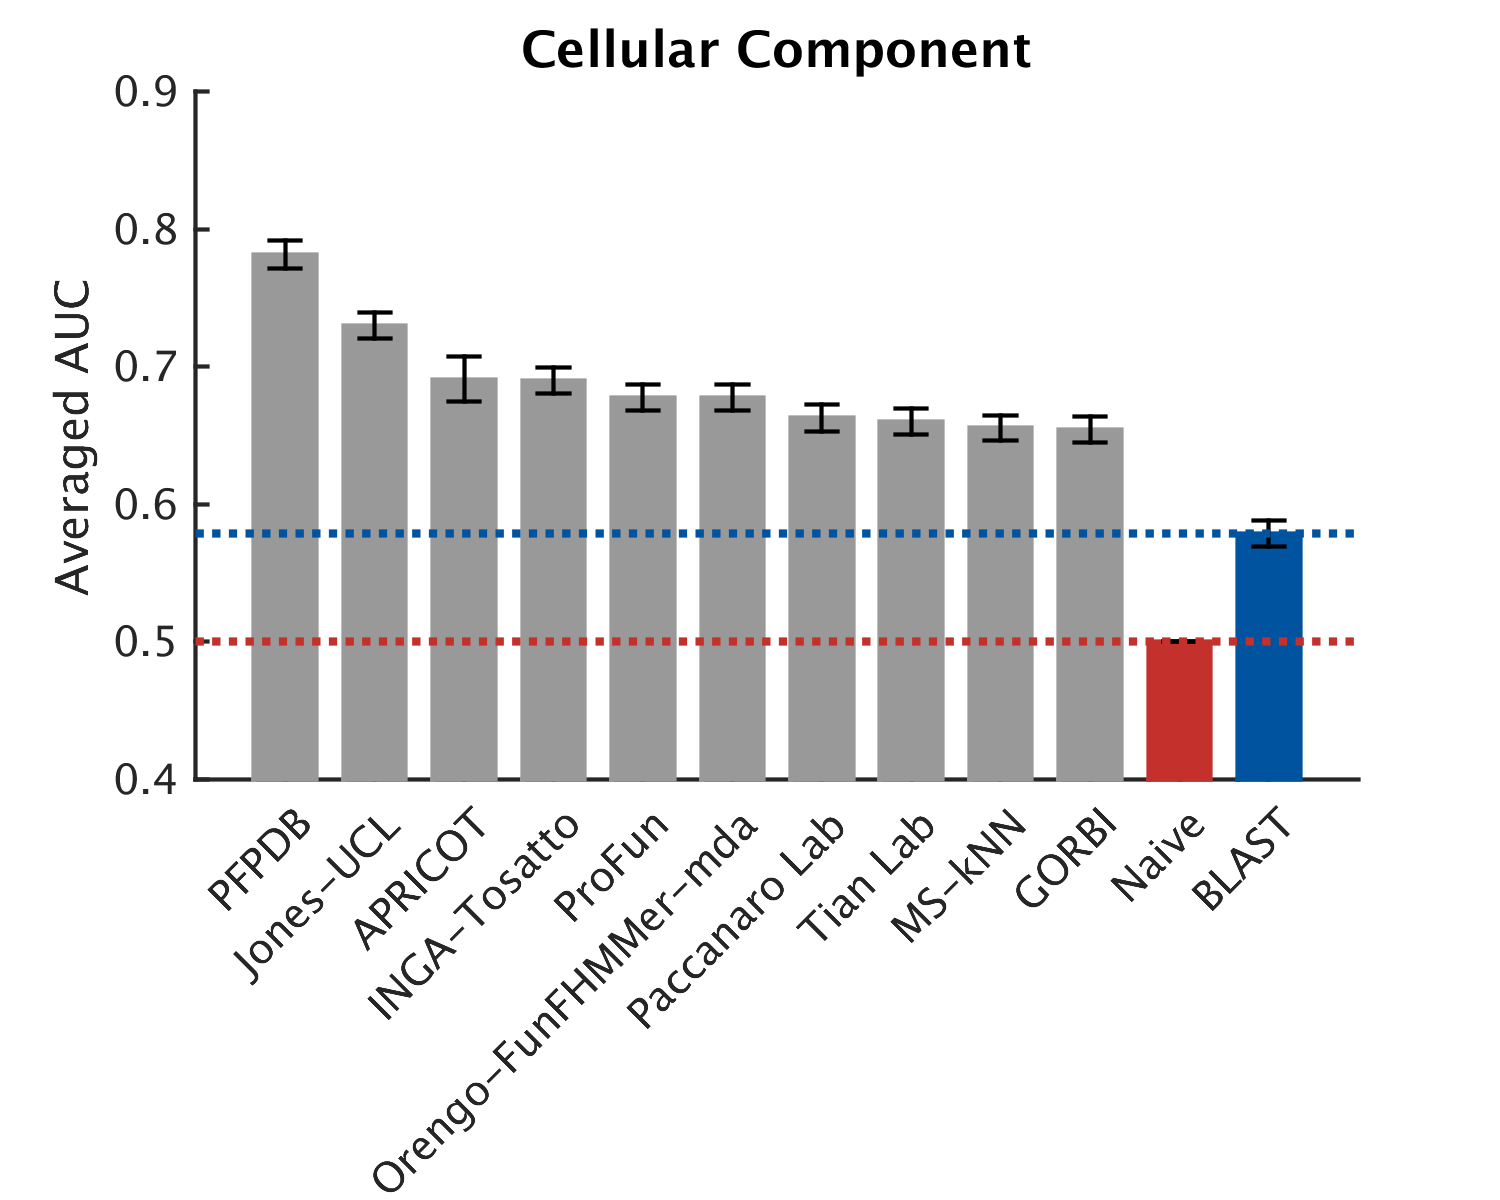 Cellular Component
Averaged AUC
0.9
0.8
0.7
0.6
0.5
0.4
PFPDB
Jones-UCL
APRICOT
INGA-Tosatto
ProFun
Orengo-FunFHMMer-mda
Paccanaro Lab
Tian Lab
MS-kNN
GORBI
Naive
BLAST